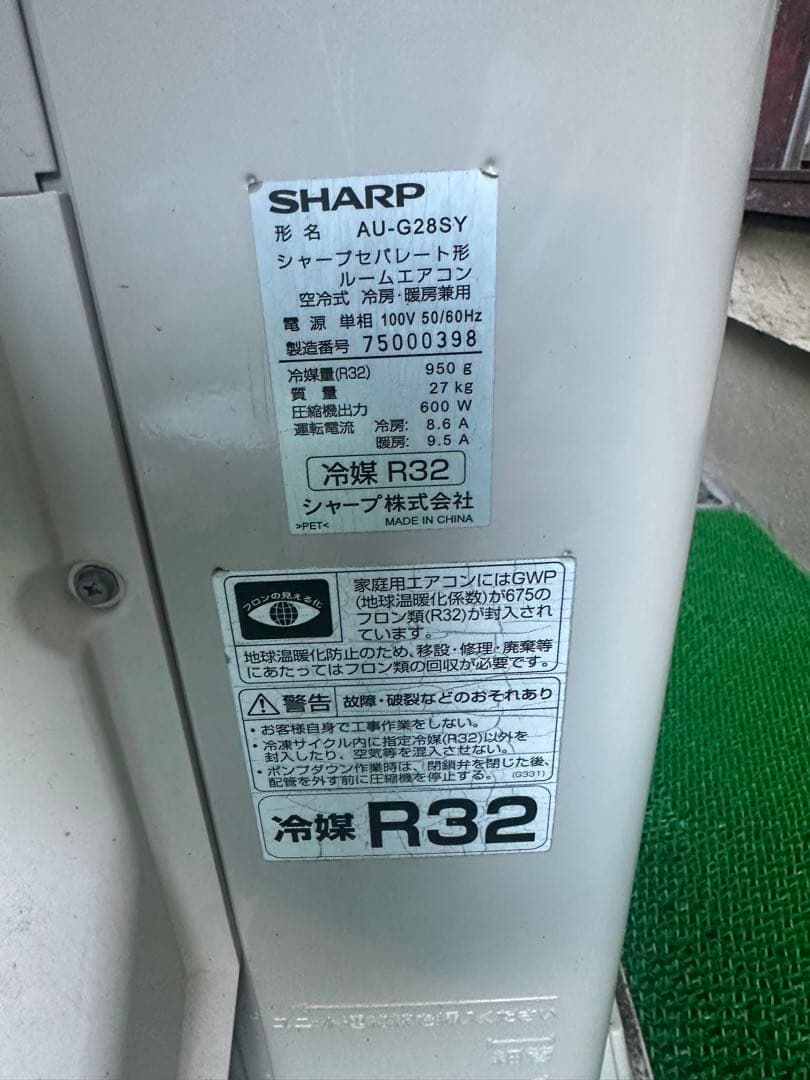 SHARP
形名 AU-G28SY
シャープセパレート形
ルームエアコン
空冷式 冷房・暖房兼用
電源 単相 100V 50/60Hz
製造番号 75000398
冷媒量(R32) 950 g
質量 27 kg
圧縮機出力 600 W
運転電流 冷房: 8.6 A
暖房: 9.5 A
冷媒 R32
シャープ株式会社
>PET< MADE IN CHINA
フロンの見える化
家庭用エアコンにはGWP
(地球温暖化係数)が675の
フロン類(R32)が封入され
ています。
地球温暖化防止のため、移設・修理・廃棄等
にあたってはフロン類の回収が必要です。
警告 故障・破裂などのおそれあり
・お客様自身で工事作業をしない。
・冷凍サイクル内に指定冷媒(R32)以外を
封入したり、空気等を混入させない。
・ポンプダウン作業時は、閉鎖弁を閉じた後、
配管を外す前に圧縮機を停止する。 (G331)
冷媒 R32